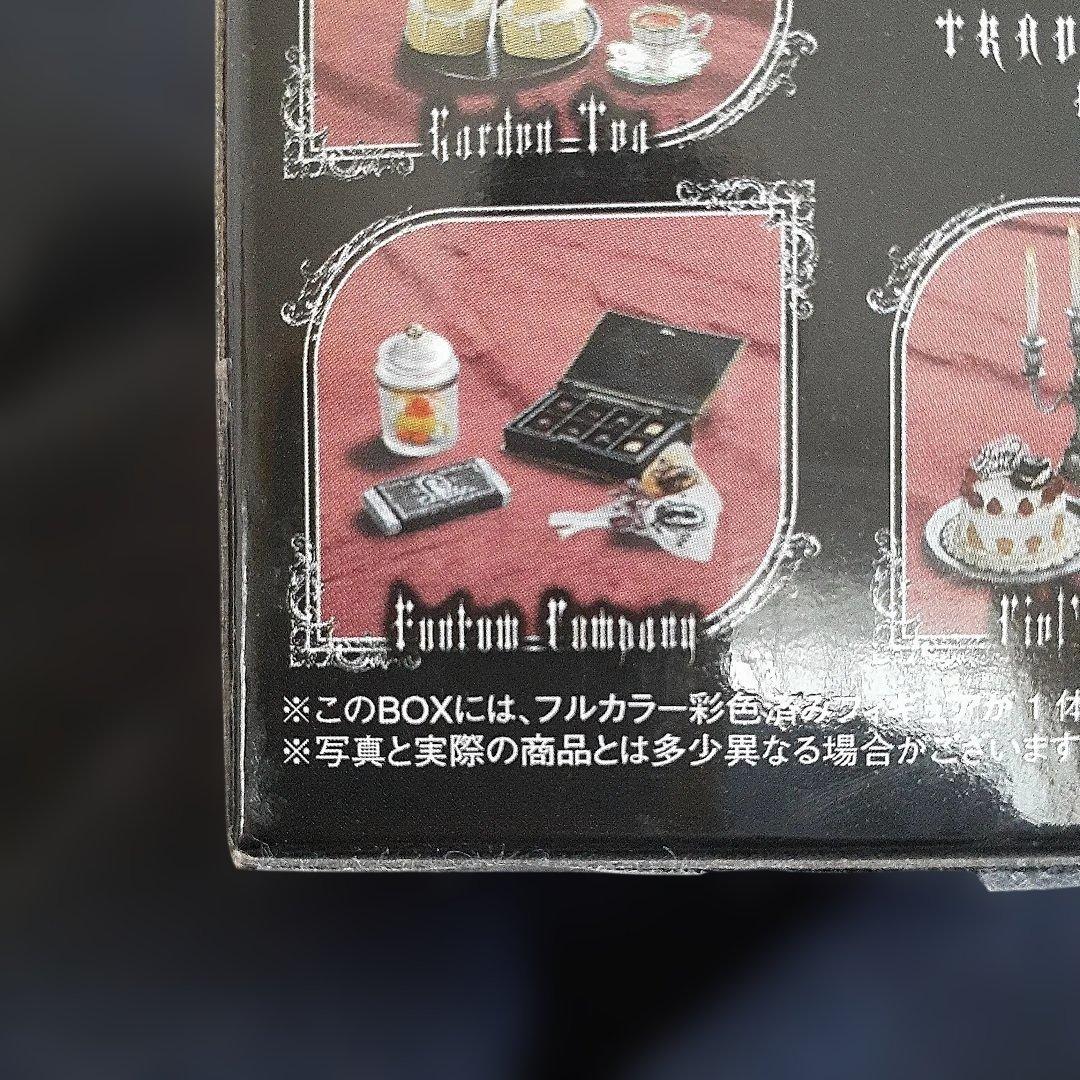 TRAD
Garden_Tea
Funtom_Company
Ciel'
※このBOXには、フルカラー彩色済みフィギュアが1体
※写真と実際の商品とは多少異なる場合がございます